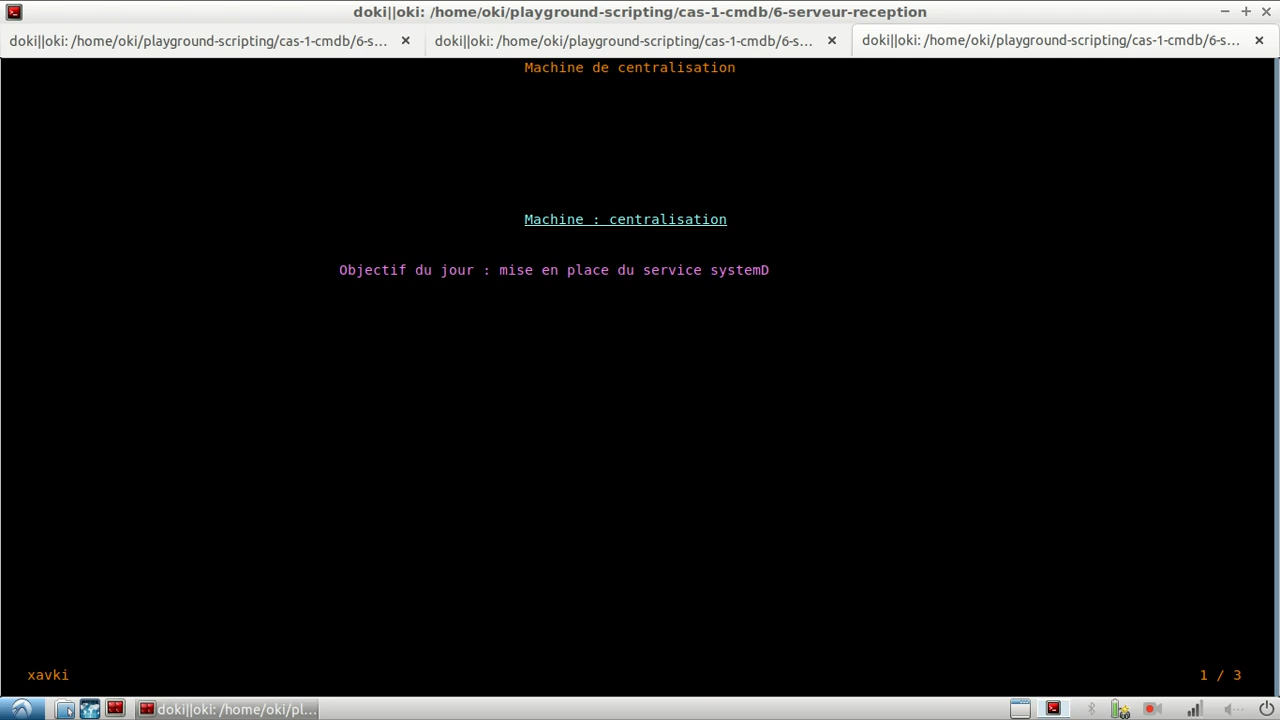 doki||oki: /home/oki/playground-scripting/cas-1-cmdb/6-serveur-reception
doki||oki: /home/oki/playground-scripting/cas-1-cmdb/6-s...
doki||oki: /home/oki/playground-scripting/cas-1-cmdb/6-s...
doki||oki: /home/oki/playground-scripting/cas-1-cmdb/6-s...
Machine de centralisation
Machine : centralisation
Objectif du jour : mise en place du service systemD
xavki
1 / 3
doki||oki: /home/oki/pl...